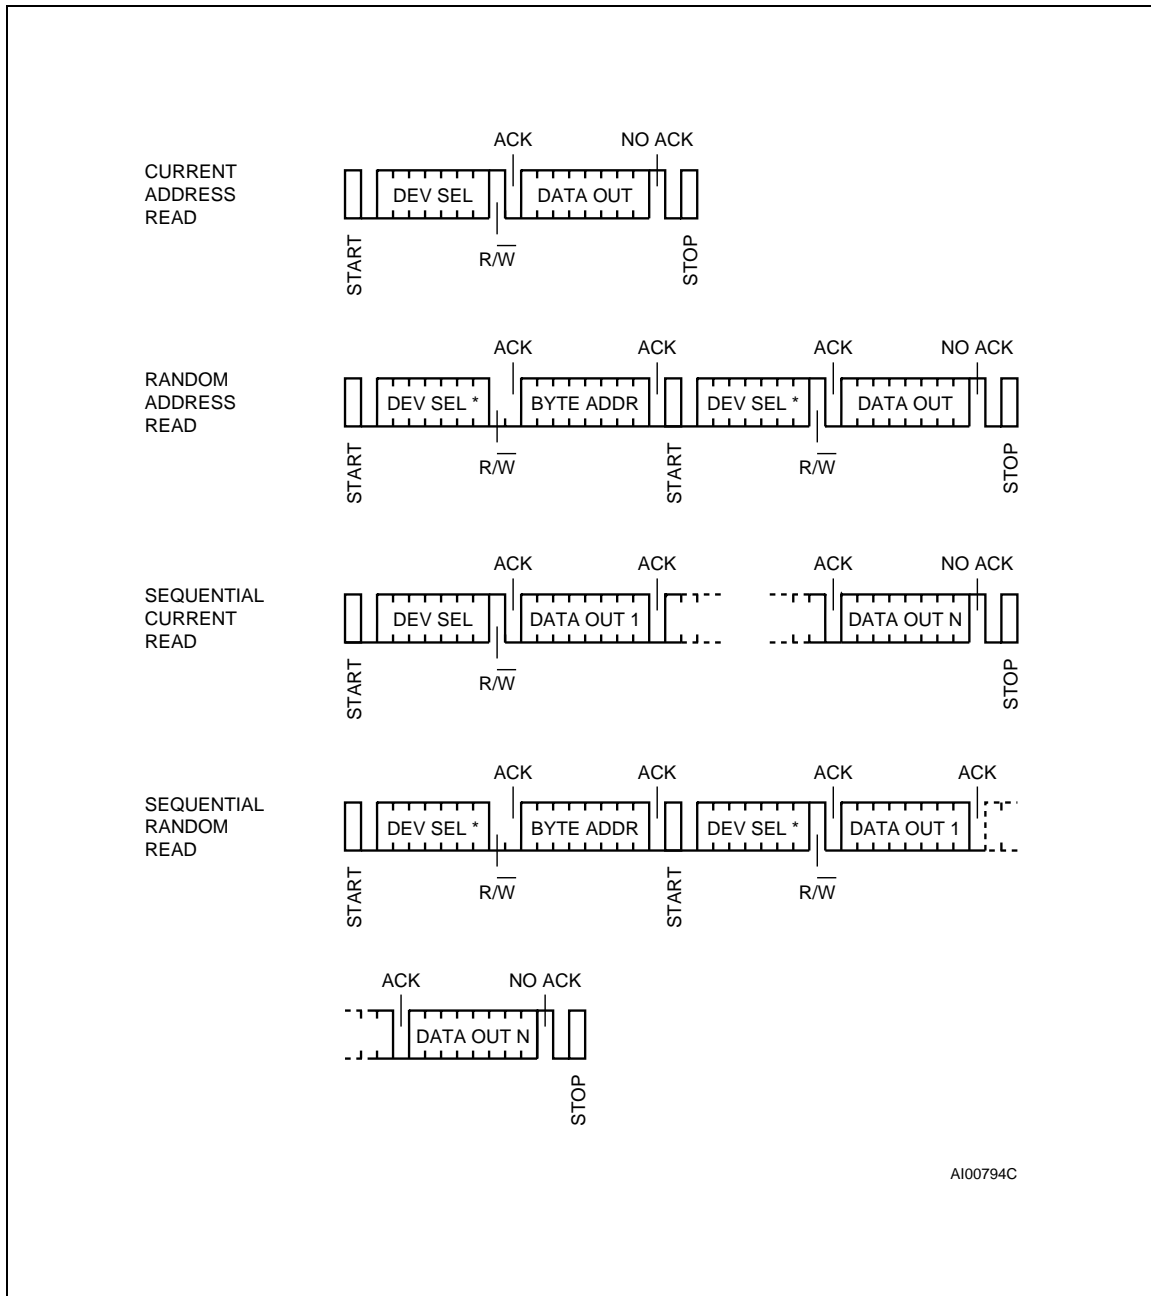 ACK NO ACK
CURRENT
ADDRESS
READ
DEV SEL DATA OUT
R/W̅
START STOP
ACK ACK ACK NO ACK
RANDOM
ADDRESS
READ
DEV SEL * BYTE ADDR DEV SEL * DATA OUT
R/W̅ R/W̅
START START STOP
ACK ACK ACK NO ACK
SEQUENTIAL
CURRENT
READ
DEV SEL DATA OUT 1 DATA OUT N
R/W̅
START STOP
ACK ACK ACK ACK
SEQUENTIAL
RANDOM
READ
DEV SEL * BYTE ADDR DEV SEL * DATA OUT 1
R/W̅ R/W̅
START START
ACK NO ACK
DATA OUT N
STOP
AI00794C